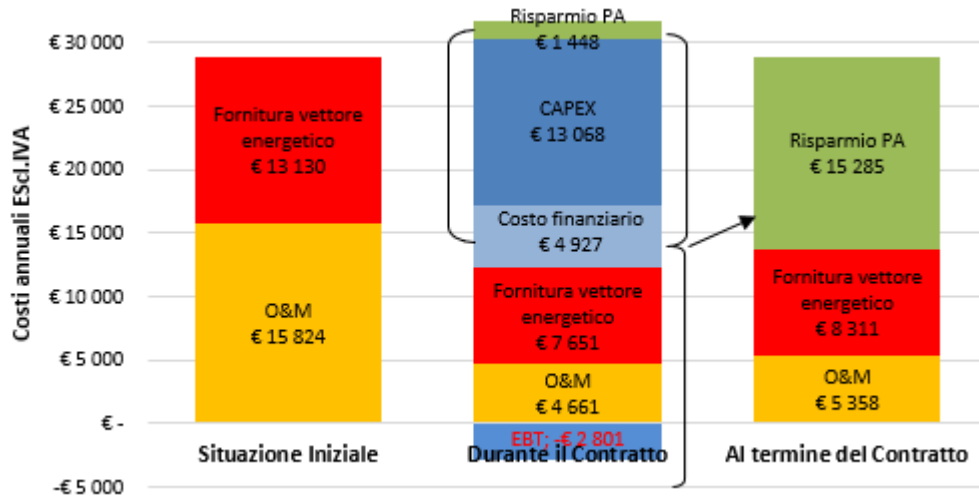 Costi annuali EScl.IVA
€ 30 000
€ 25 000
€ 20 000
€ 15 000
€ 10 000
€ 5 000
€ -
-€ 5 000
Fornitura vettore
energetico
€ 13 130
O&M
€ 15 824
Situazione Iniziale
Risparmio PA
€ 1 448
CAPEX
€ 13 068
Costo finanziario
€ 4 927
Fornitura vettore
energetico
€ 7 651
O&M
€ 4 661
EBT; -€ 2 801
Durante il Contratto
Risparmio PA
€ 15 285
Fornitura vettore
energetico
€ 8 311
O&M
€ 5 358
Al termine del Contratto